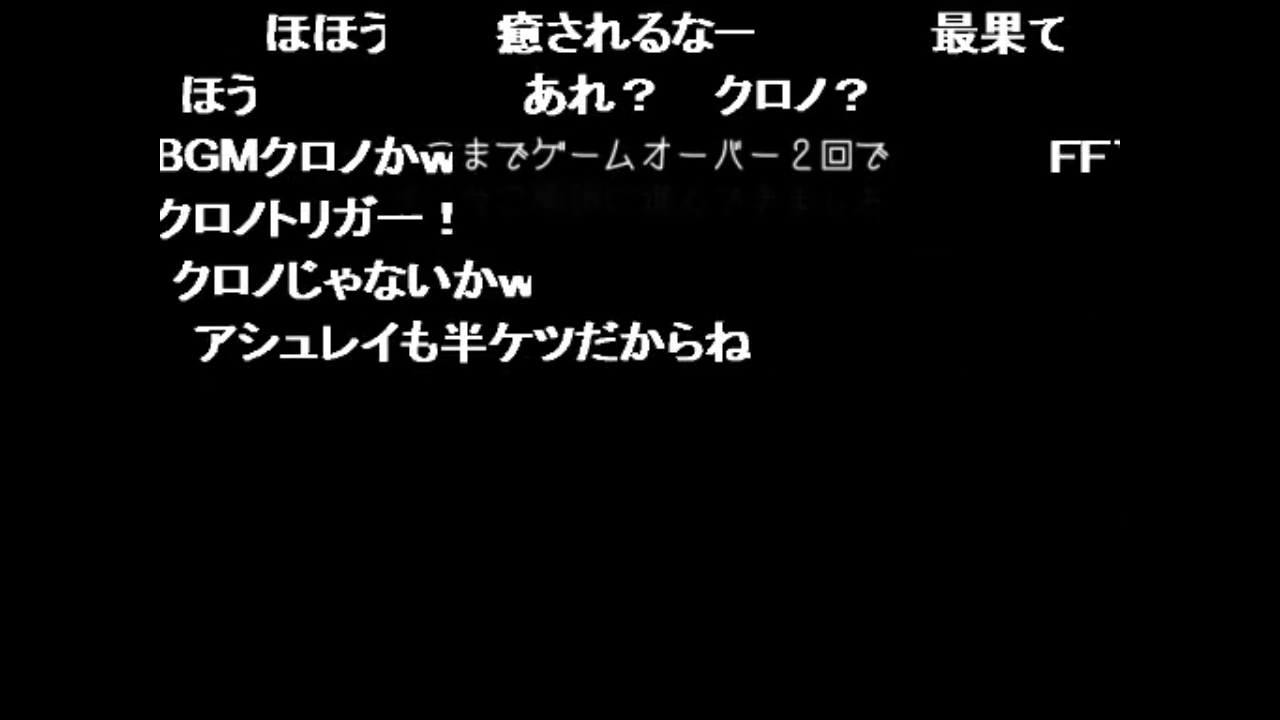 ほほう 癒されるなー 最果て
ほう あれ？ クロノ？
BGMクロノかw までゲームオーバー２回で FF
クロノトリガー！
クロノじゃないかw
アシュレイも半ケツだからね